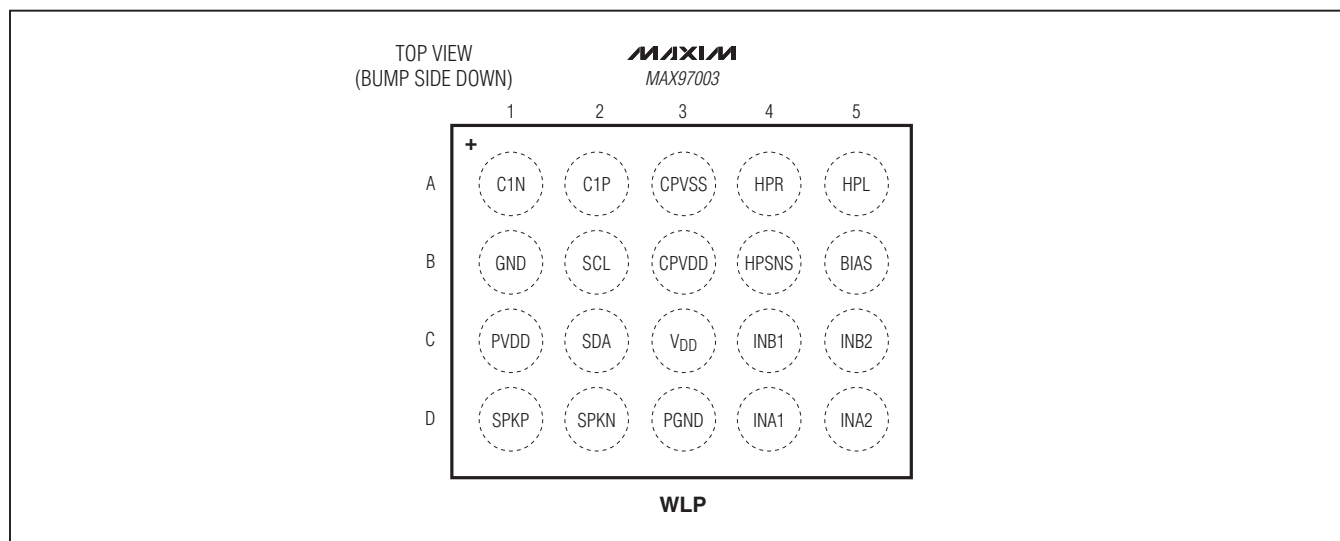 TOP VIEW
(BUMP SIDE DOWN)
MAXIM
MAX97003
1 2 3 4 5
+
A C1N C1P CPVSS HPR HPL
B GND SCL CPVDD HPSNS BIAS
C PVDD SDA VDD INB1 INB2
D SPKP SPKN PGND INA1 INA2
WLP